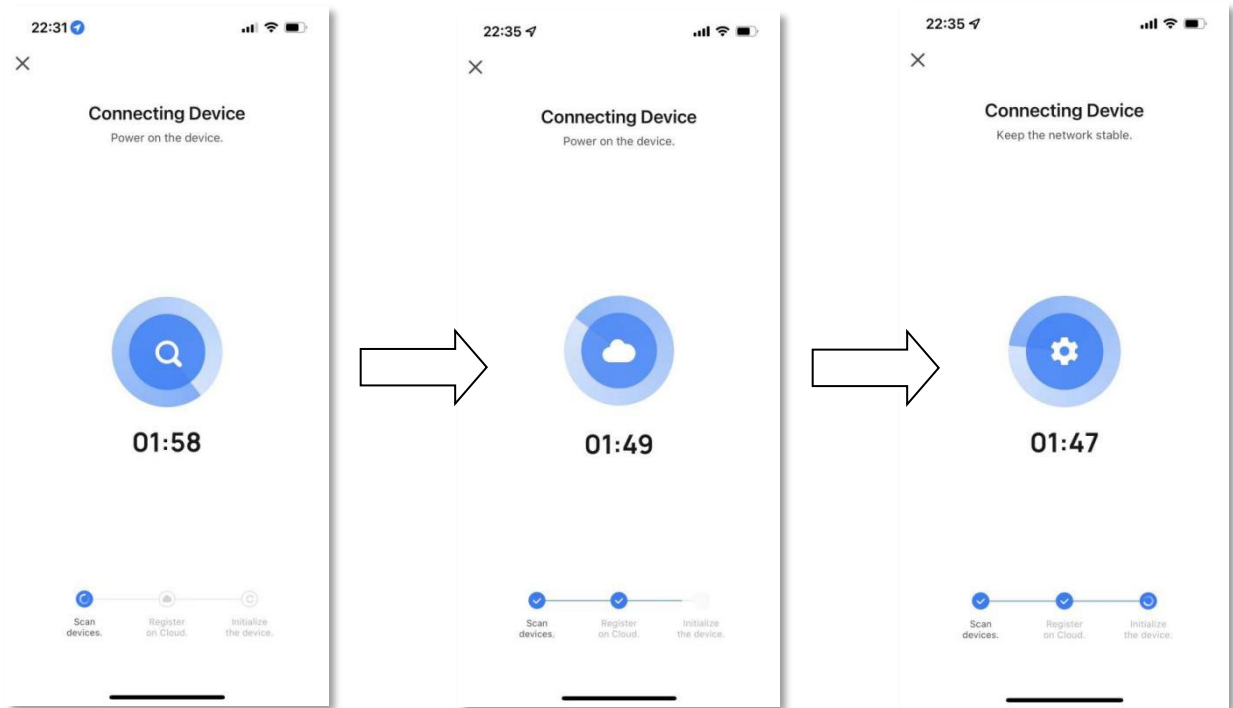 22:31
Connecting Device
Power on the device.
01:58
Scan
devices.
Register
on Cloud.
Initialize
the device.
22:35
Connecting Device
Power on the device.
01:49
Scan
devices.
Register
on Cloud.
Initialize
the device.
22:35
Connecting Device
Keep the network stable.
01:47
Scan
devices.
Register
on Cloud.
Initialize
the device.